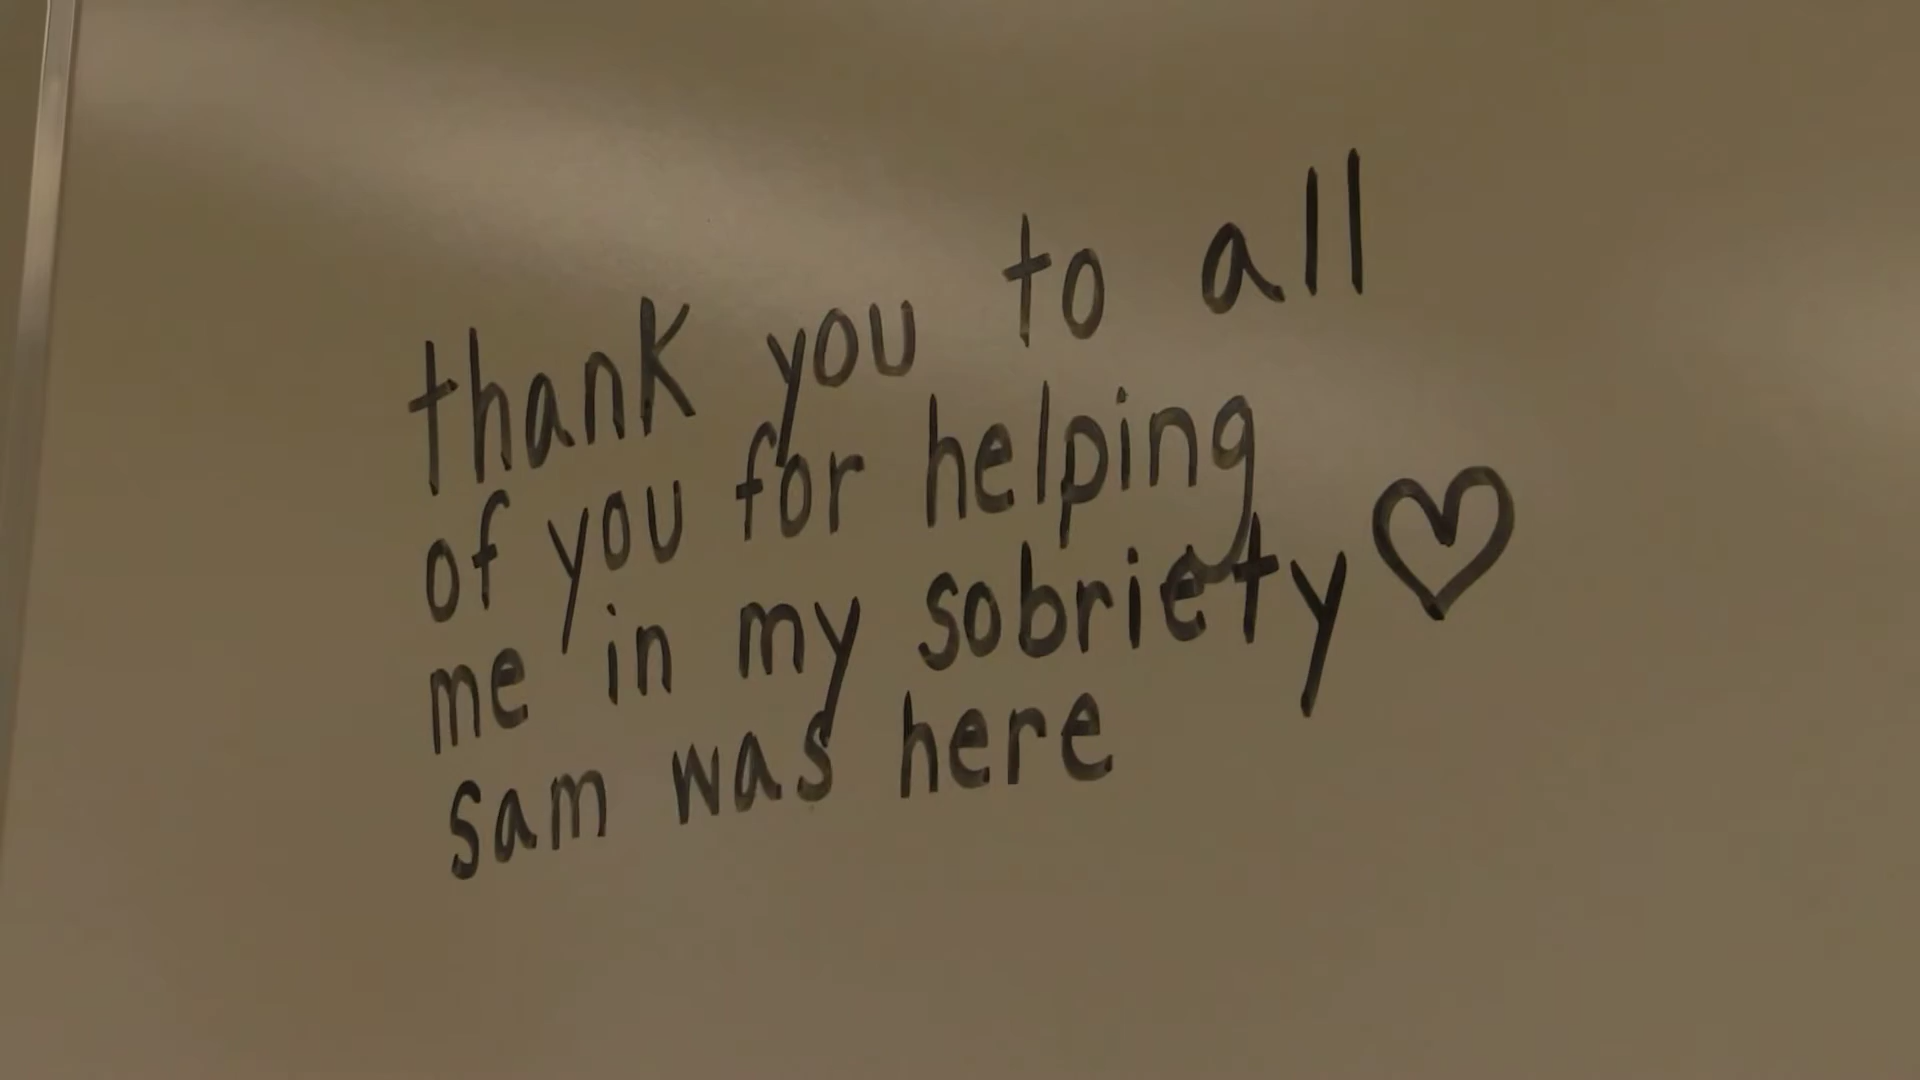 thank you to all
of you for helping
me in my sobriety ♡
sam was here